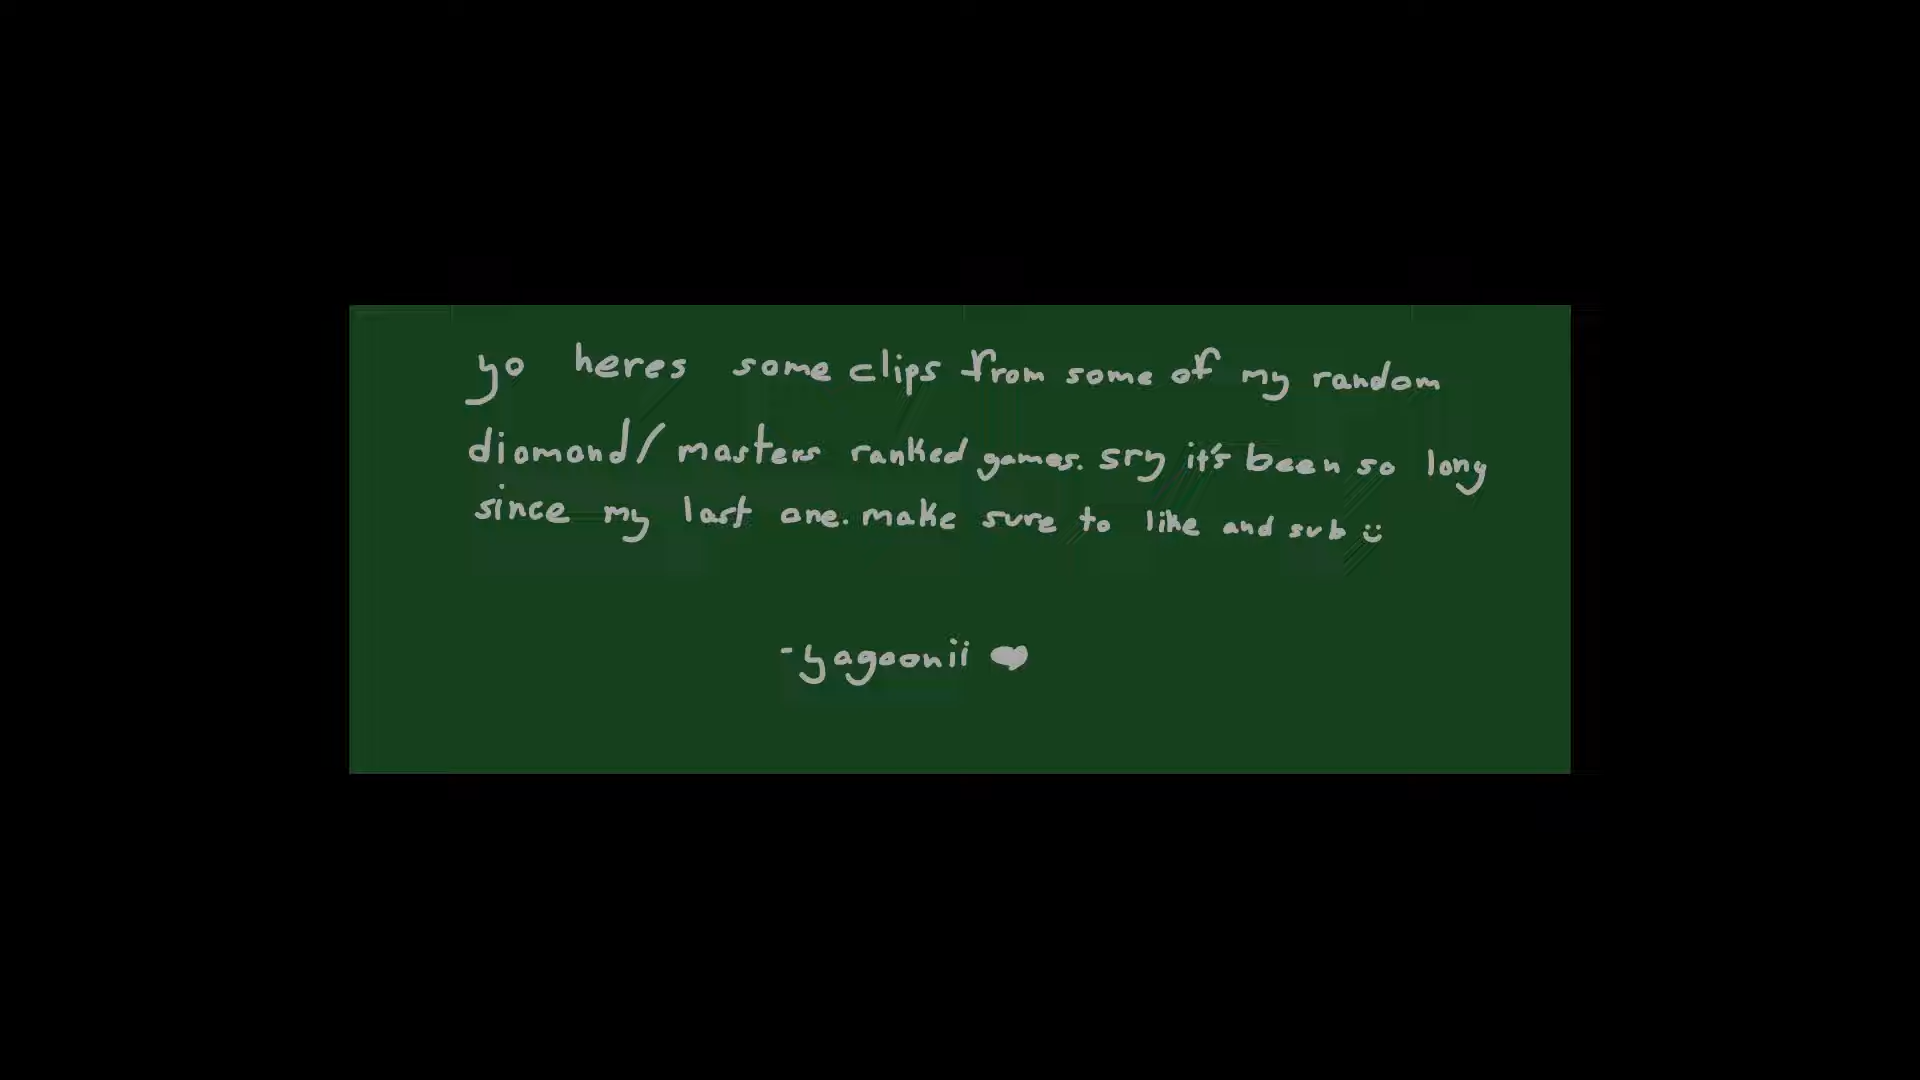 yo heres some clips from some of my random
diamond/masters ranked games. sry it's been so long
since my last one. make sure to like and sub :)
-yagoonii ♥